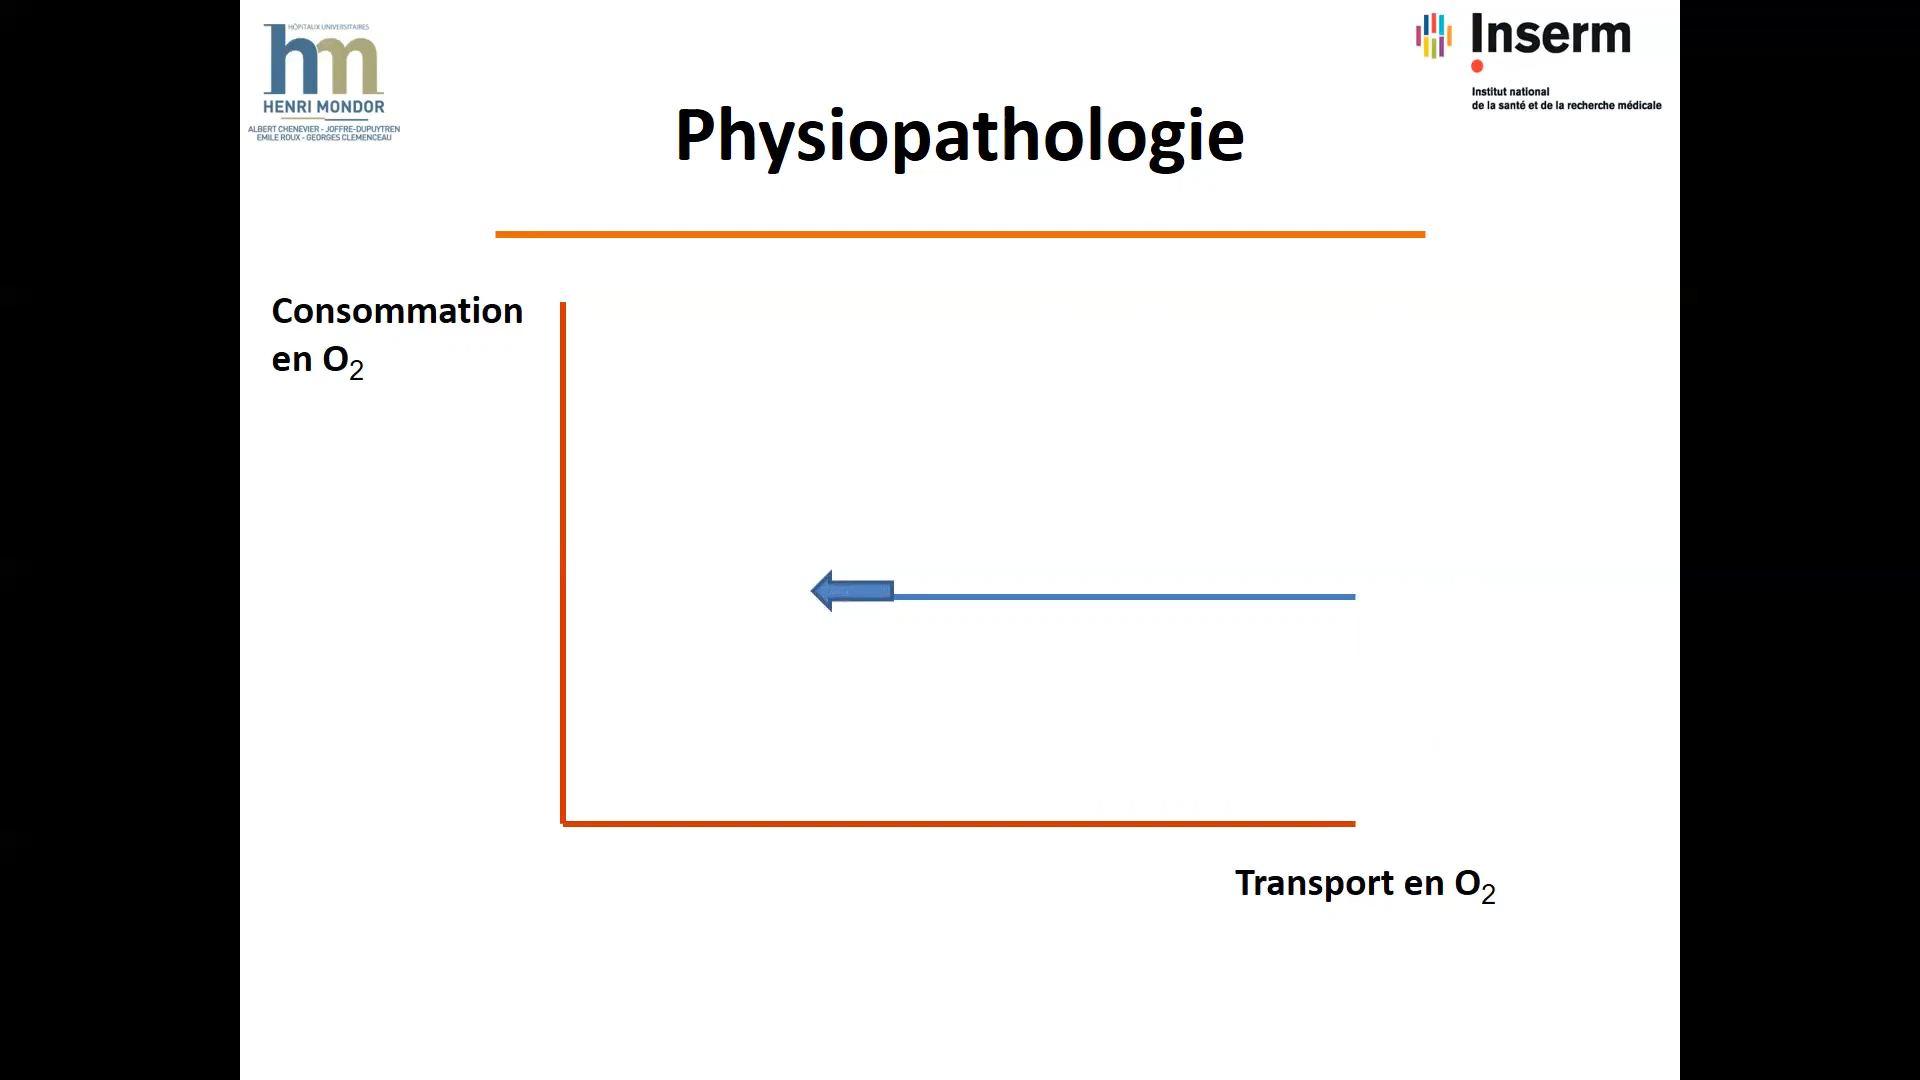 HÔPITAUX UNIVERSITAIRES
hm
HENRI MONDOR
ALBERT CHENEVIER - JOFFRE-DUPUYTREN
EMILE ROUX - GEORGES CLEMENCEAU
Inserm
Institut national
de la santé et de la recherche médicale
Physiopathologie
Consommation
en O₂
Transport en O₂